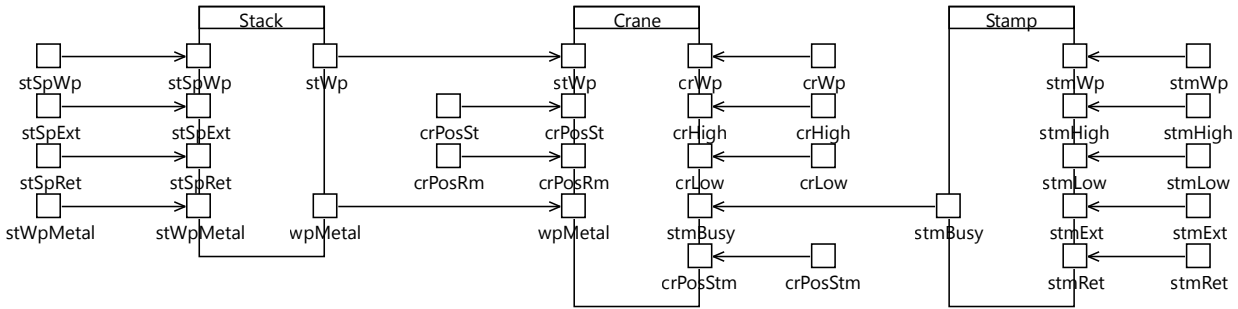 Stack Crane Stamp
stSpWp stSpWp stWp stWp crWp crWp stmWp stmWp
stSpExt stSpExt crPosSt crPosSt crHigh crHigh stmHigh stmHigh
stSpRet stSpRet crPosRm crPosRm crLow crLow stmLow stmLow
stWpMetal stWpMetal wpMetal wpMetal stmBusy stmBusy stmExt stmExt
crPosStm crPosStm stmRet stmRet